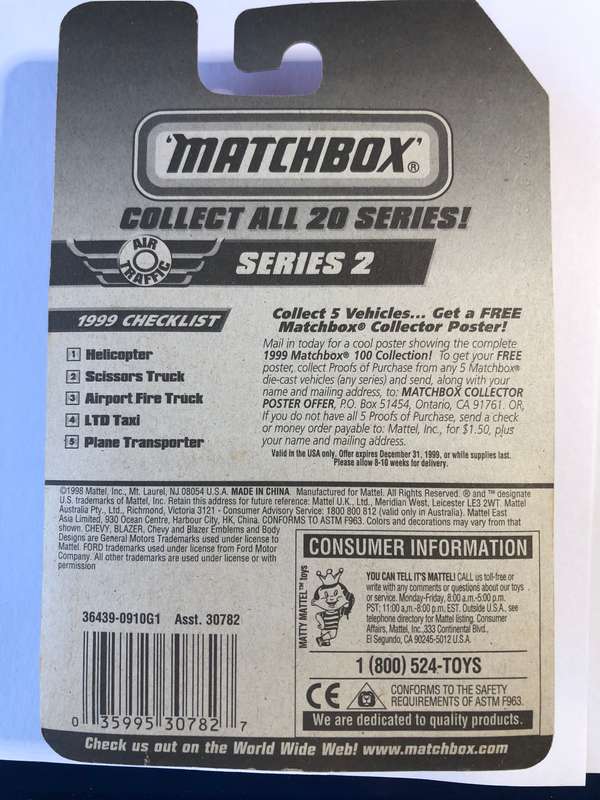 'MATCHBOX'®
COLLECT ALL 20 SERIES!
AIR TRAFFIC
SERIES 2
1999 CHECKLIST
1 Helicopter
2 Scissors Truck
3 Airport Fire Truck
4 LTD Taxi
5 Plane Transporter
Collect 5 Vehicles... Get a FREE
Matchbox® Collector Poster!
Mail in today for a cool poster showing the complete
1999 Matchbox® 100 Collection! To get your FREE
poster, collect Proofs of Purchase from any 5 Matchbox®
die-cast vehicles (any series) and send, along with your
name and mailing address, to: MATCHBOX COLLECTOR
POSTER OFFER, P.O. Box 51454, Ontario, CA 91761. OR,
If you do not have all 5 Proofs of Purchase, send a check
or money order payable to: Mattel, Inc., for $1.50, plus
your name and mailing address.
Valid in the USA only. Offer expires December 31, 1999, or while supplies last.
Please allow 8-10 weeks for delivery.
©1998 Mattel, Inc., Mt. Laurel, NJ 08054 U.S.A. MADE IN CHINA. Manufactured for Mattel. All Rights Reserved. ® and ™ designate
U.S. trademarks of Mattel, Inc. Retain this address for future reference: Mattel U.K., Ltd., Meridian West, Leicester LE3 2WT. Mattel
Australia Pty., Ltd., Richmond, Victoria 3121 - Consumer Advisory Service: 1800 800 812 (valid only in Australia). Mattel East
Asia Limited, 930 Ocean Centre, Harbour City, HK, China. CONFORMS TO ASTM F963. Colors and decorations may vary from that
shown. CHEVY, BLAZER, Chevy and Blazer Emblems and Body
Designs are General Motors Trademarks used under license to
Mattel. FORD trademarks used under license from Ford Motor
Company. All other trademarks are used under license or with
permission
36439-0910G1 Asst. 30782
0 35995 30782 7
CONSUMER INFORMATION
MATTY MATTEL™ toys
YOU CAN TELL IT'S MATTEL! CALL us toll-free or
write with any comments or questions about our toys
or service. Monday-Friday, 8:00 a.m.-5:00 p.m.
PST; 11:00 a.m.-8:00 p.m. EST. Outside U.S.A., see
telephone directory for Mattel listing. Consumer
Affairs, Mattel, Inc., 333 Continental Blvd.,
El Segundo, CA 90245-5012 U.S.A.
1 (800) 524-TOYS
CE
CONFORMS TO THE SAFETY
REQUIREMENTS OF ASTM F963.
We are dedicated to quality products.
Check us out on the World Wide Web! www.matchbox.com